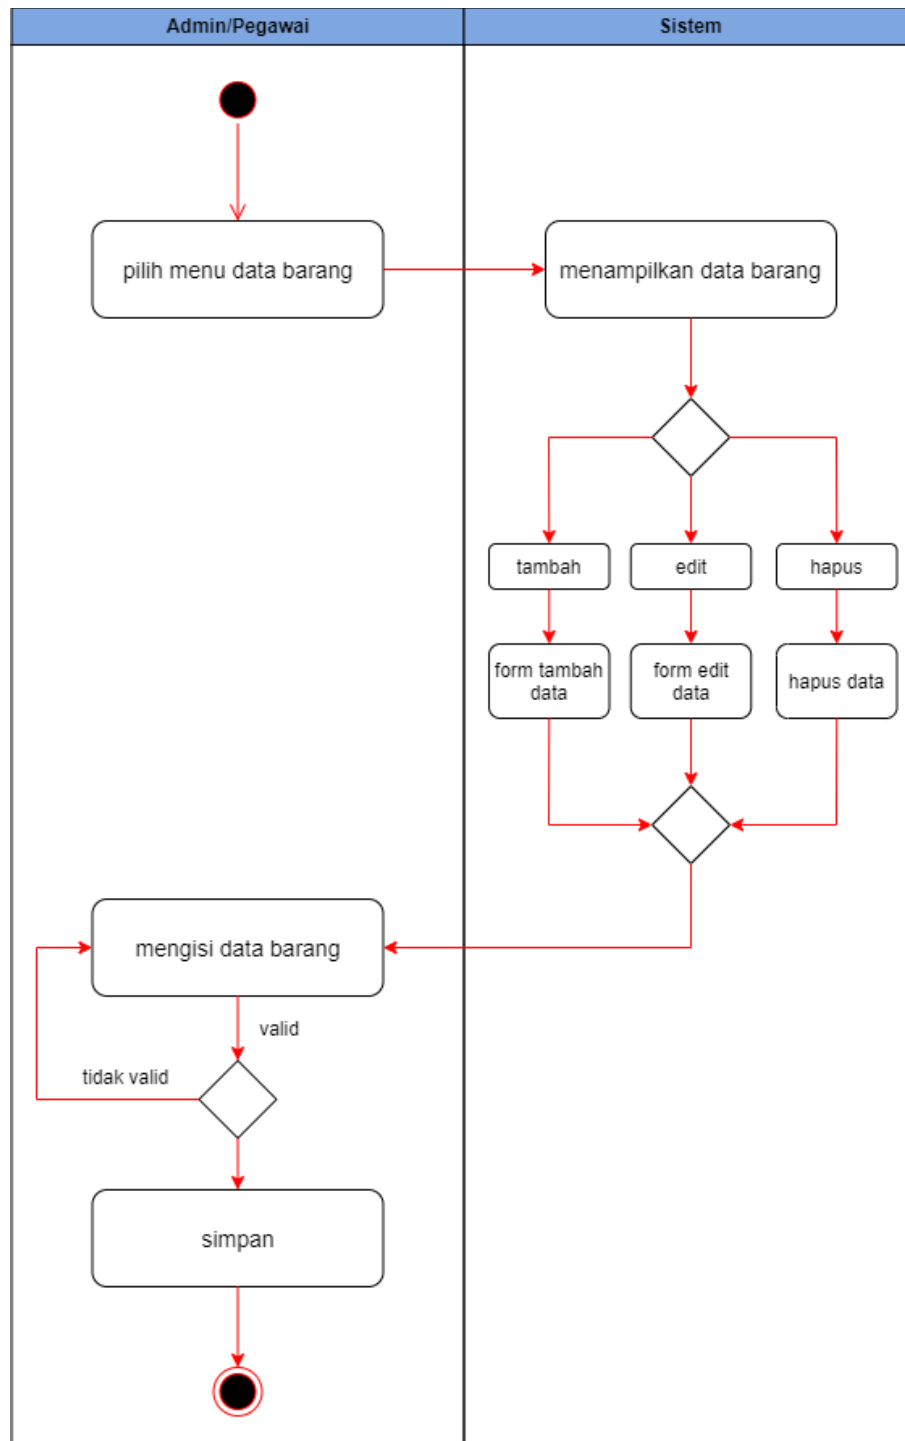 Admin/Pegawai
Sistem
pilih menu data barang
menampilkan data barang
tambah
edit
hapus
form tambah
data
form edit
data
hapus data
mengisi data barang
valid
tidak valid
simpan